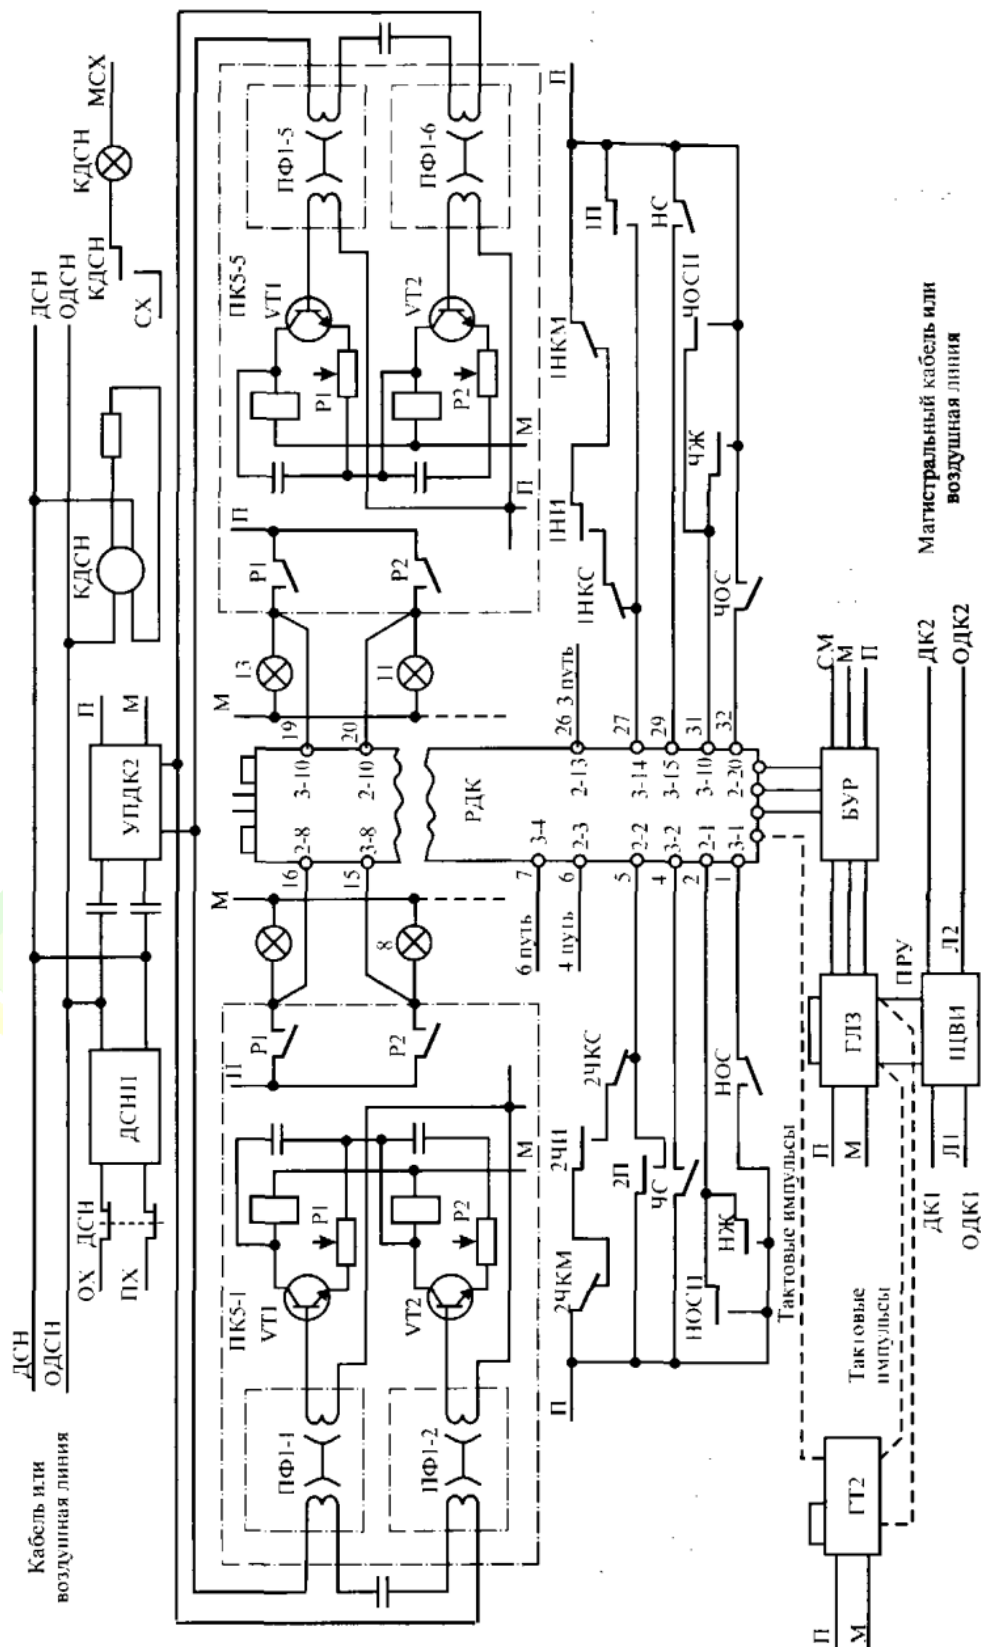 Кабель или
воздушная линия
ДСН
ОДСН
ОХ
ДСН
ПХ
ДСНП
УПДК2
П
М
КДСН
ДСН
ОДСН
СХ
КДСН
КДСН
МСХ
ПК5-1
ПФ1-1
ПФ1-2
VT1
VT2
Р1
Р2
М
П
Р1
Р2
М
8
16
15
2-8
3-8
РДК
3-10
2-10
19
20
М
13
11
П
Р1
Р2
ПК5-5
VT1
VT2
Р1
Р2
М
П
ПФ1-5
ПФ1-6
6 путь
7
3-4
4 путь
6
2-3
5
2-2
4
3-2
2
2-1
1
3-1
2-13
26
3 путь
3-14
27
3-15
29
3-10
31
2-20
32
П
2ЧКМ
2ЧИ
2ЧКС
2П
ЧС
НОСП
НЖ
НОС
1НКС
1НИ
1НКМ
П
1П
НС
ЧОС
ЧЖ
ЧОСП
Тактовые импульсы
БУР
СМ
М
П
П
М
ГТ2
Тактовые
импульсы
П
М
ГЛЗ
ПРУ
ЩВИ
ДК1
Л1
ОДК1
Л2
ДК2
ОДК2
Магистральный кабель или
воздушная линия